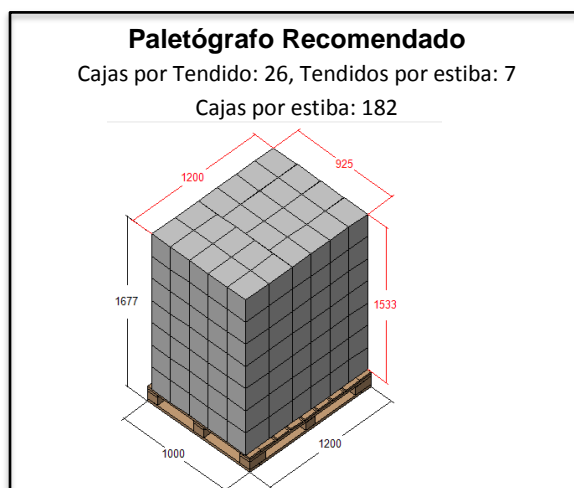 Paletógrafo Recomendado
Cajas por Tendido: 26, Tendidos por estiba: 7
Cajas por estiba: 182
1200
925
1677
1533
1000
1200